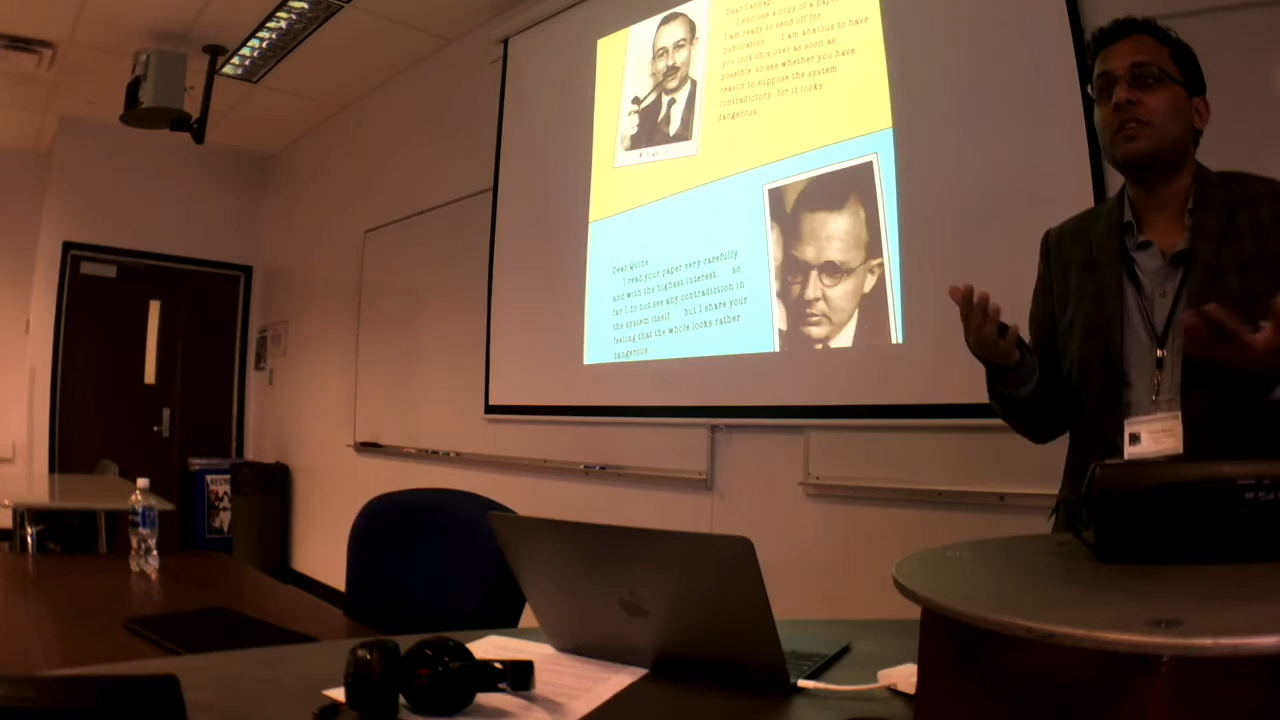 Dear Carnap
I enclose a copy of a paper
I am ready to send off for
publication I am anxious to have
you look this over as soon as
possible to see whether you have
reason to suppose the system
contradictory, for it looks
dangerous
Dear Quine
I read your paper very carefully
and with the highest interest so
far I do not see any contradiction in
the system itself but I share your
feeling that the whole looks rather
dangerous